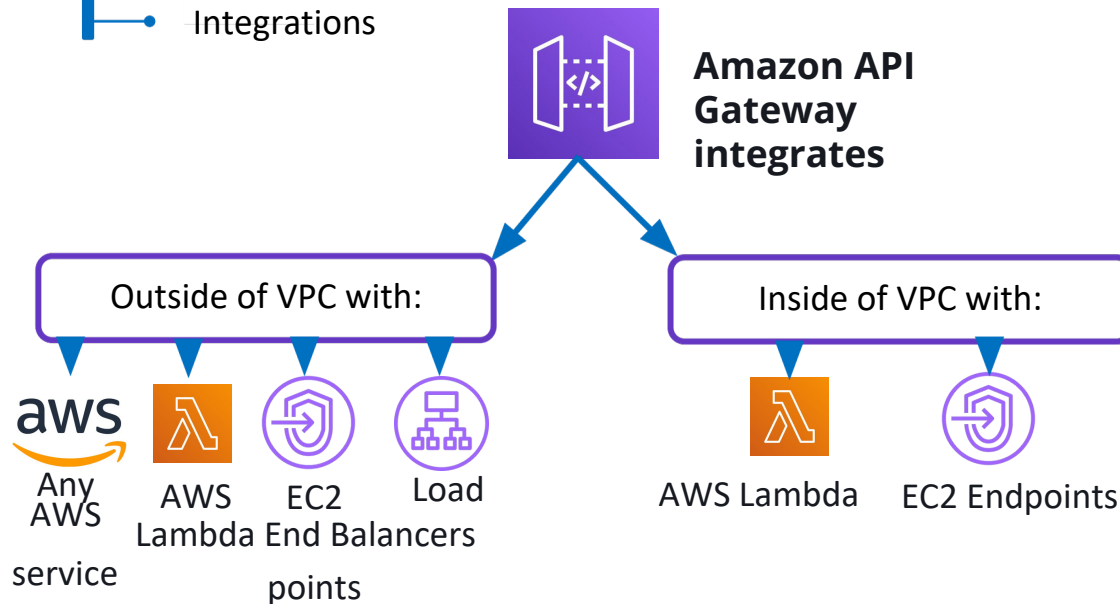 Integrations
</>
Amazon API
Gateway
integrates
Outside of VPC with:
Inside of VPC with:
aws
Any
AWS
service
AWS
Lambda
EC2
End
points
Load
Balancers
AWS Lambda
EC2 Endpoints